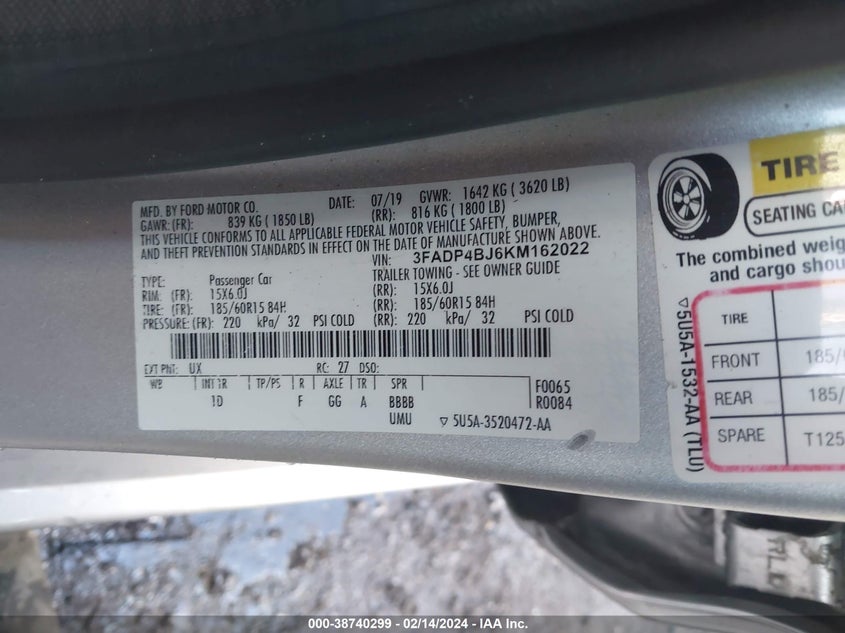 MFD. BY FORD MOTOR CO. DATE: 07/19 GVWR: 1642 KG ( 3620 LB)
GAWR: (FR): 839 KG ( 1850 LB) (RR): 816 KG ( 1800 LB)
THIS VEHICLE CONFORMS TO ALL APPLICABLE FEDERAL MOTOR VEHICLE SAFETY, BUMPER,
AND THEFT PREVENTION STANDARDS IN EFFECT ON THE DATE OF MANUFACTURE SHOWN ABOVE.
VIN: 3FADP4BJ6KM162022
TYPE: Passenger Car TRAILER TOWING - SEE OWNER GUIDE
RIM: (FR) 15X6.0J (RR): 15X6.0J
TIRE: (FR) 185/60R15 84H (RR): 185/60R15 84H
PRESSURE: (FR) 220 kPa/ 32 PSI COLD (RR): 220 kPa/ 32 PSI COLD
EXT PNT: UX RC: 27 DSO:
WB INT TR TP/PS R AXLE TR SPR F0065
1D F GG A BBBB R0084
UMU ▽ 5U5A-3520472-AA
TIRE
SEATING CA
The combined weig
and cargo shou
TIRE
FRONT 185/
REAR 185/
SPARE T125
▽5U5A-1532-AA (TLU)
RLD
000-38740299 - 02/14/2024 - IAAI.COM